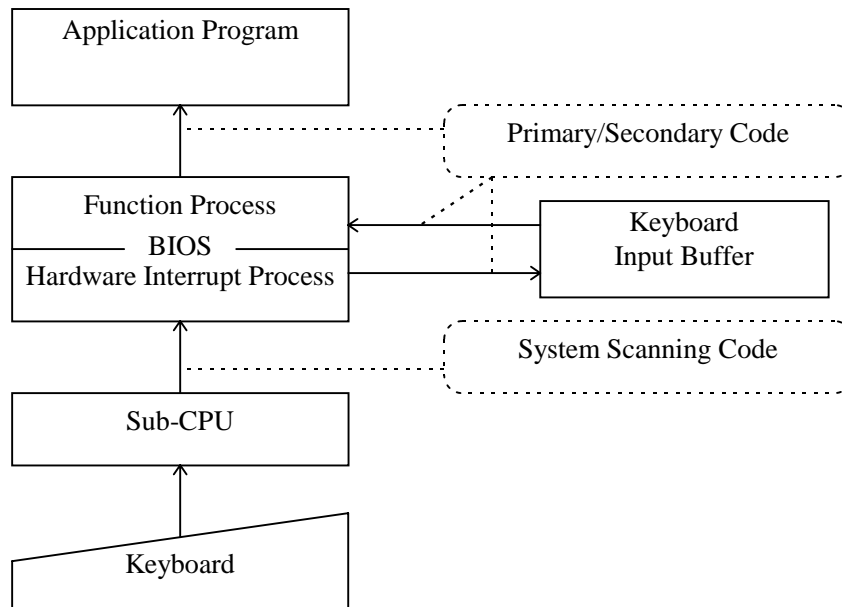 Application Program
Primary/Secondary Code
Function Process
BIOS
Hardware Interrupt Process
Keyboard
Input Buffer
System Scanning Code
Sub-CPU
Keyboard